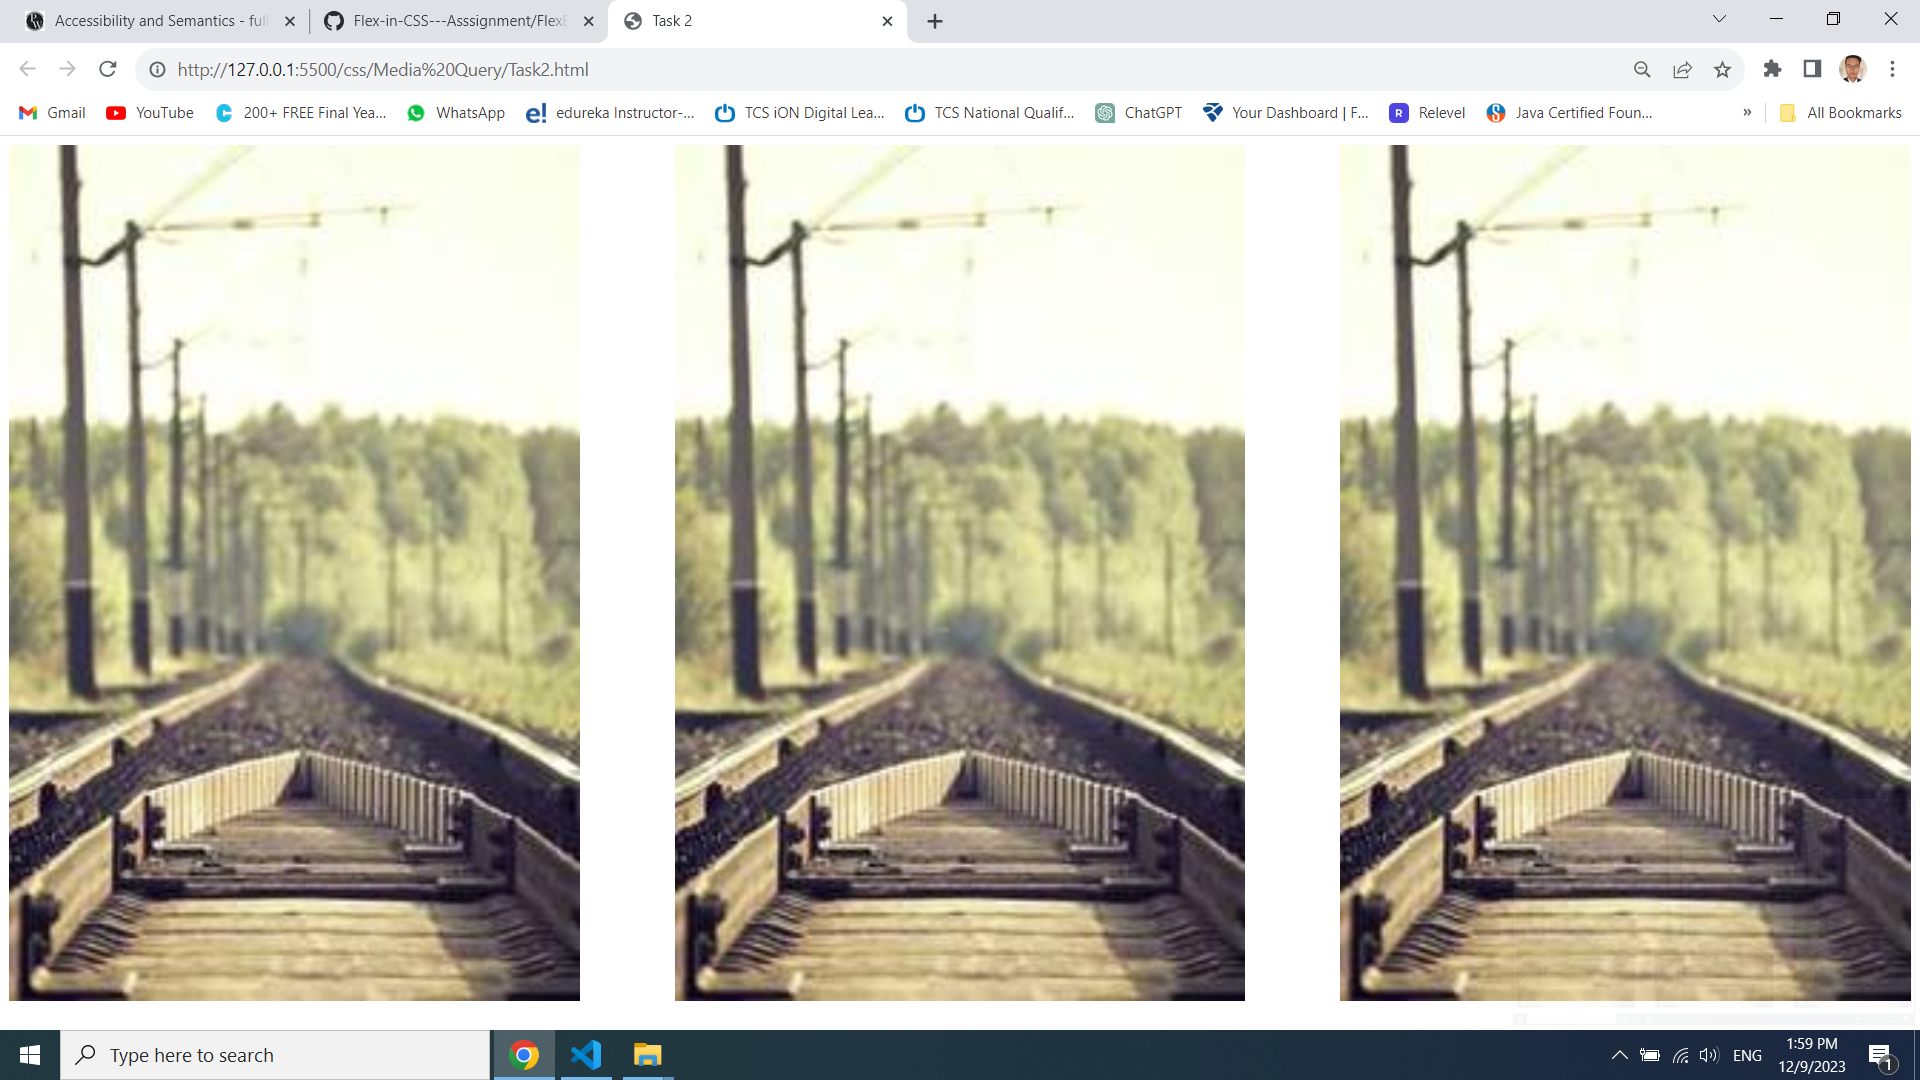 Accessibility and Semantics - full
Flex-in-CSS---Asssignment/FlexE
Task 2
http://127.0.0.1:5500/css/Media%20Query/Task2.html
Gmail
YouTube
200+ FREE Final Yea...
WhatsApp
e! edureka Instructor-...
TCS iON Digital Lea...
TCS National Qualif...
ChatGPT
Your Dashboard | F...
R Relevel
Java Certified Foun...
»
All Bookmarks
Type here to search
ENG
1:59 PM
12/9/2023
1